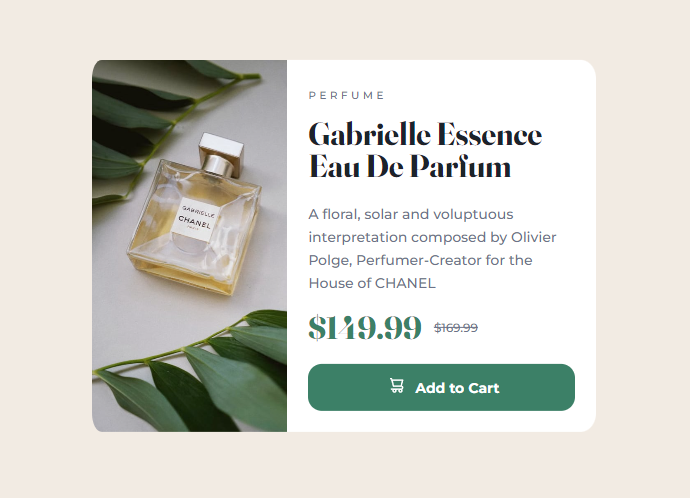 GABRIELLE
CHANEL
PERFUME
Gabrielle Essence
Eau De Parfum
A floral, solar and voluptuous
interpretation composed by Olivier
Polge, Perfumer-Creator for the
House of CHANEL
$149.99 $169.99
Add to Cart